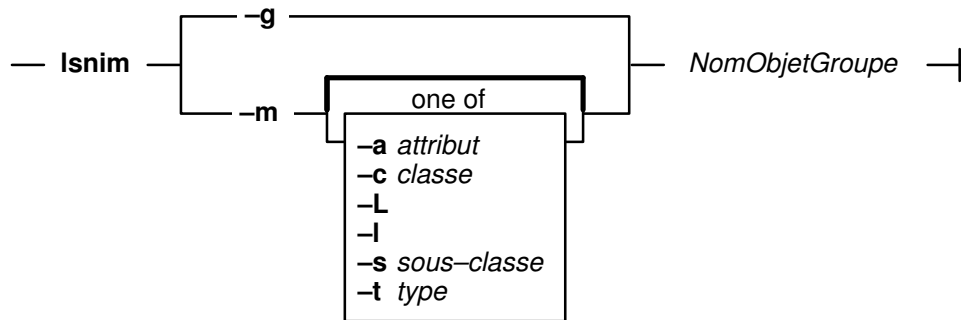 –g
lsnim NomObjetGroupe
–m
one of
–a attribut
–c classe
–L
–l
–s sous–classe
–t type